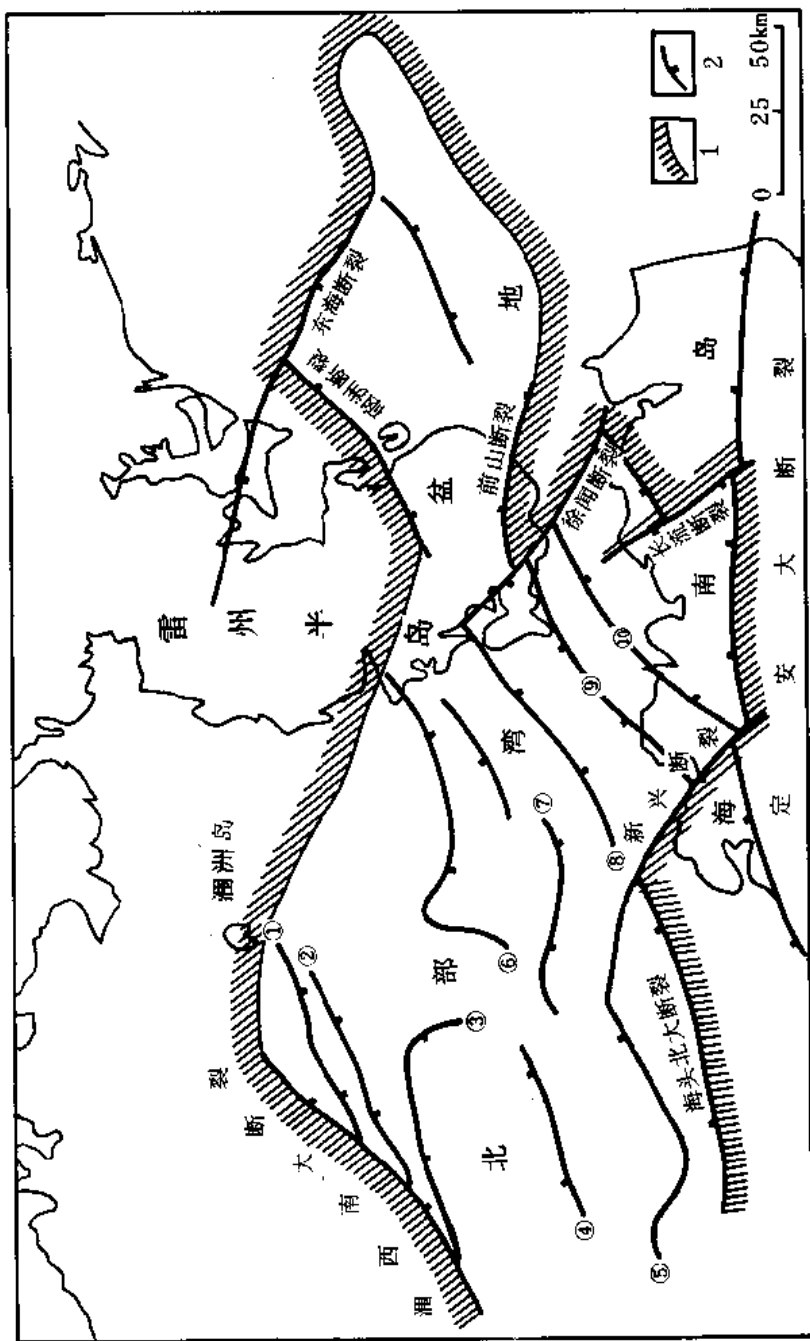 雷州半岛
涠洲岛
涠西南大断裂
东海断裂
硇洲断裂
北部湾盆地
前山断裂
徐闻断裂
长流断裂
海南岛
新兴断裂
定安大断裂
海头北大断裂
①
②
③
④
⑤
⑥
⑦
⑧
⑨
⑩
1
2
0 25 50km